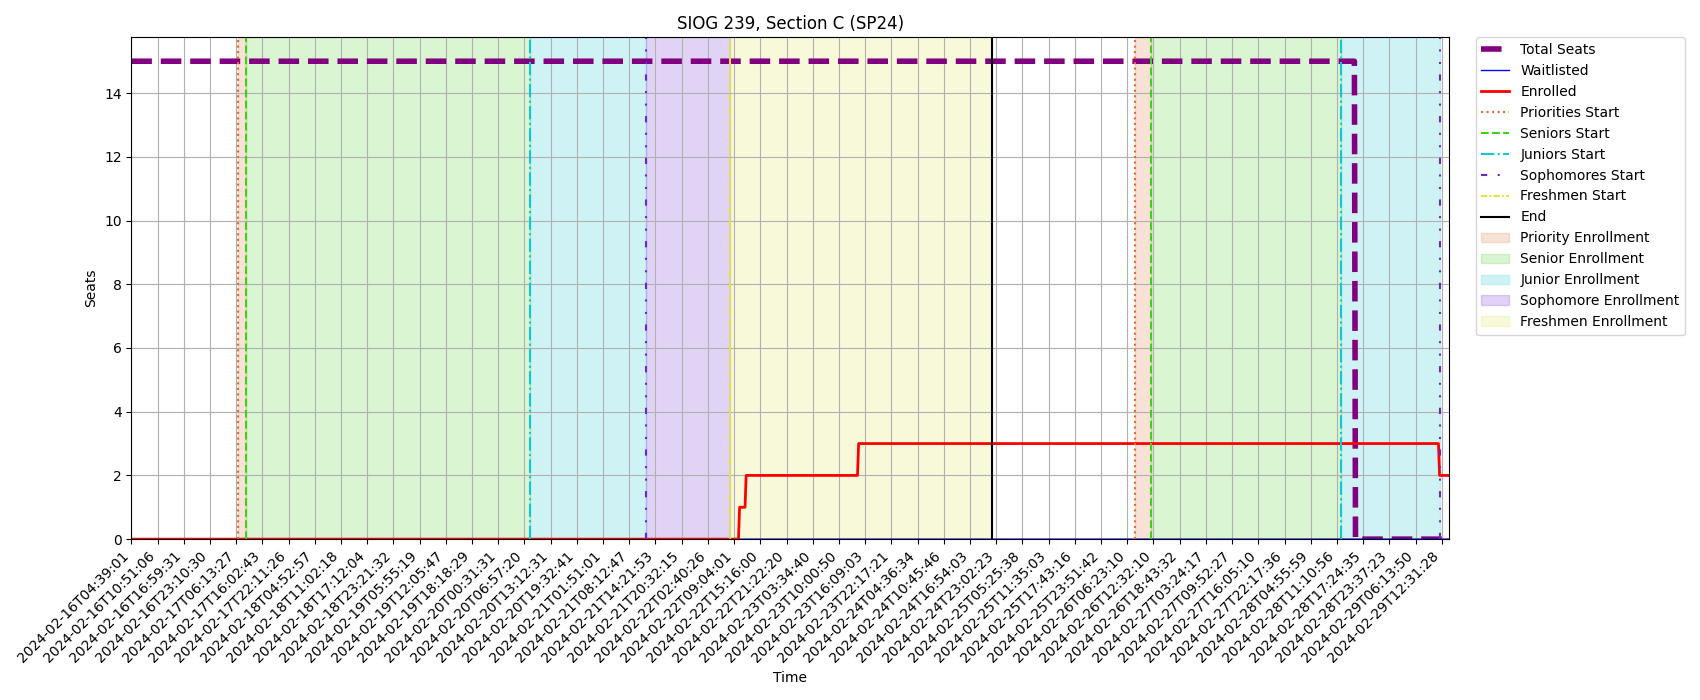 SIOG 239, Section C (SP24)
Seats
14
12
10
8
6
4
2
0
2024-02-16T04:39:01
2024-02-16T10:51:06
2024-02-16T16:59:31
2024-02-16T23:10:30
2024-02-17T06:13:27
2024-02-17T16:02:43
2024-02-17T22:11:26
2024-02-18T04:52:57
2024-02-18T11:02:18
2024-02-18T17:12:04
2024-02-18T23:21:32
2024-02-19T05:55:19
2024-02-19T12:05:47
2024-02-19T18:18:29
2024-02-20T00:31:31
2024-02-20T06:57:20
2024-02-20T13:12:31
2024-02-20T19:32:41
2024-02-21T01:51:01
2024-02-21T08:12:47
2024-02-21T14:21:53
2024-02-21T20:32:15
2024-02-22T02:40:26
2024-02-22T09:04:01
2024-02-22T15:16:00
2024-02-22T21:22:20
2024-02-23T03:34:40
2024-02-23T10:00:50
2024-02-23T16:09:03
2024-02-23T22:17:21
2024-02-24T04:36:34
2024-02-24T10:45:46
2024-02-24T16:54:03
2024-02-24T23:02:23
2024-02-25T05:25:38
2024-02-25T11:35:03
2024-02-25T17:43:16
2024-02-25T23:51:42
2024-02-26T06:23:10
2024-02-26T12:32:10
2024-02-26T18:43:32
2024-02-27T03:24:17
2024-02-27T09:52:27
2024-02-27T16:05:10
2024-02-27T22:17:36
2024-02-28T04:55:59
2024-02-28T11:10:56
2024-02-28T17:24:35
2024-02-28T23:37:23
2024-02-29T06:13:50
2024-02-29T12:31:28
Time
Total Seats
Waitlisted
Enrolled
Priorities Start
Seniors Start
Juniors Start
Sophomores Start
Freshmen Start
End
Priority Enrollment
Senior Enrollment
Junior Enrollment
Sophomore Enrollment
Freshmen Enrollment